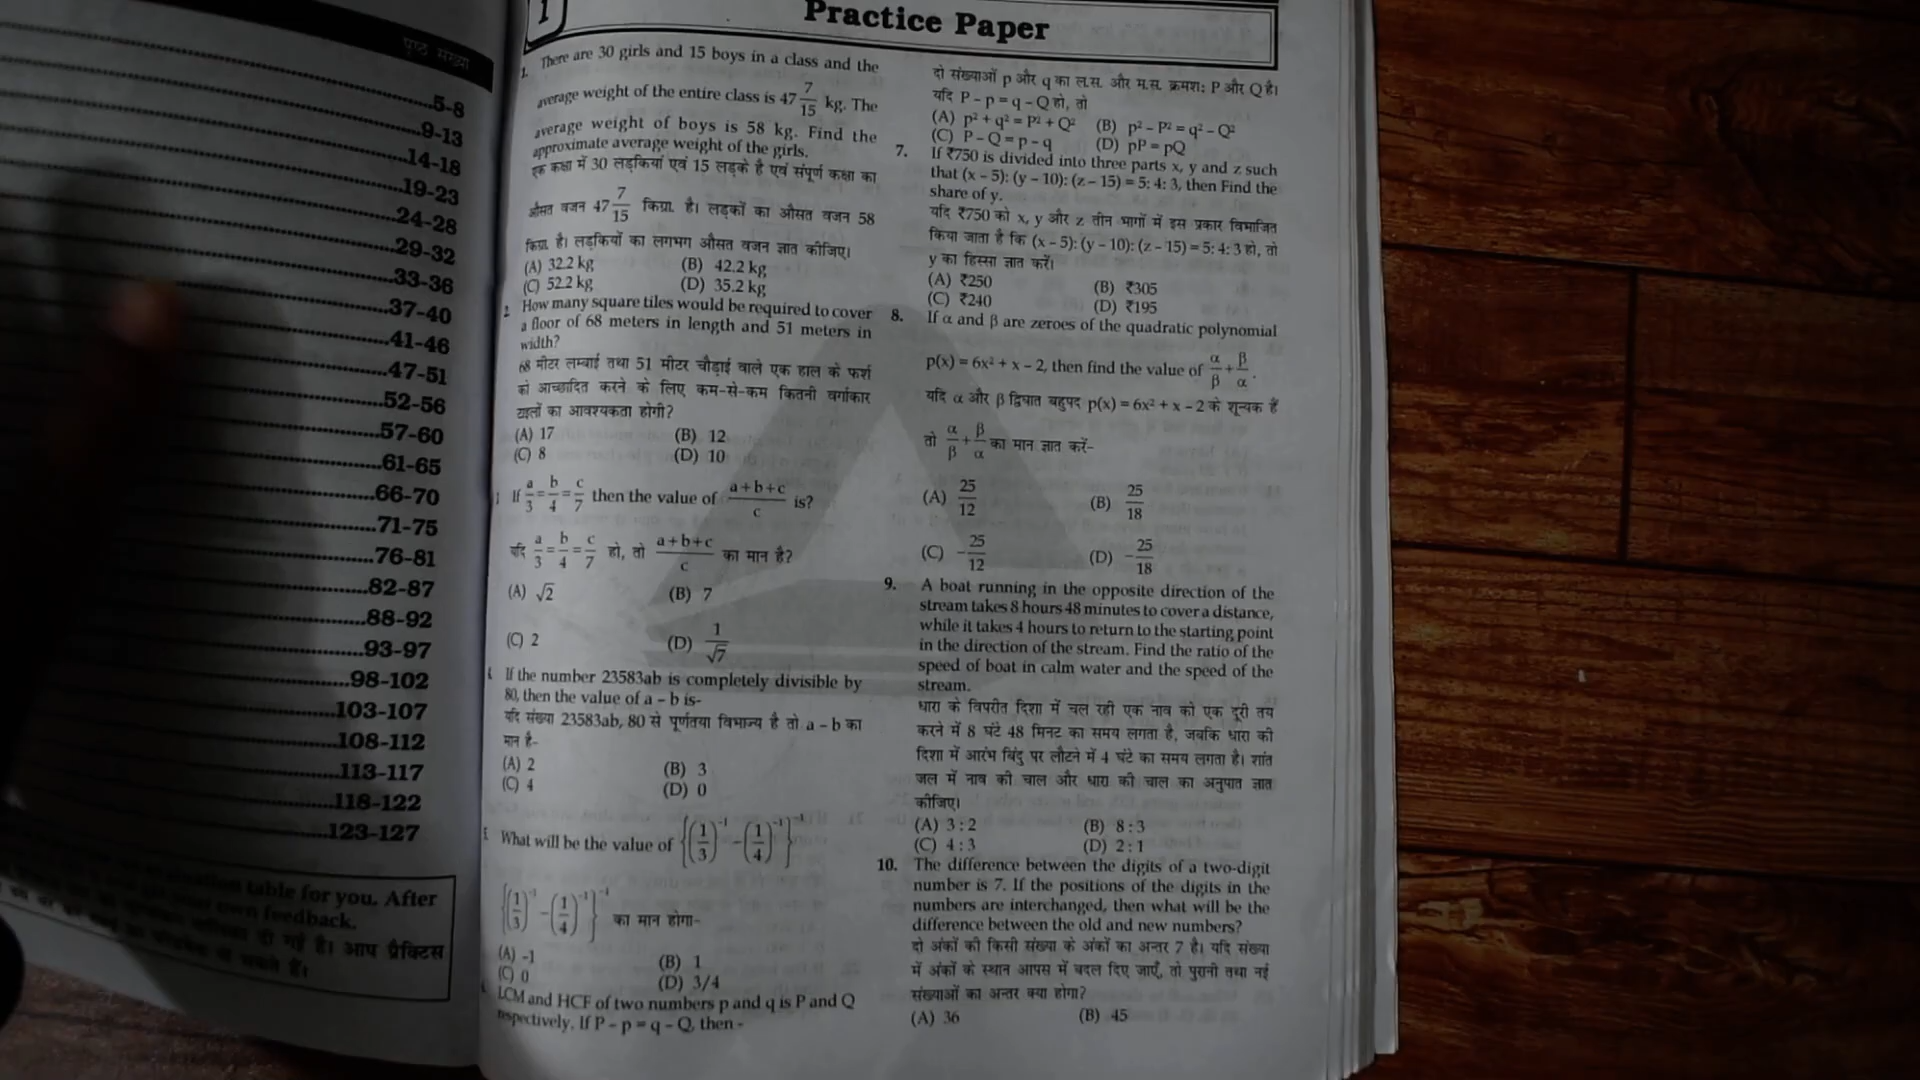 पृष्ठ संख्या
5-8
9-13
14-18
19-23
24-28
29-32
33-36
37-40
41-46
47-51
52-56
57-60
61-65
66-70
71-75
76-81
82-87
88-92
93-97
98-102
103-107
108-112
113-117
118-122
123-127
table for you. After
own feedback.
दी गई है। आप प्रैक्टिस
सकते हैं।
1 Practice Paper
1. There are 30 girls and 15 boys in a class and the
average weight of the entire class is 47 7/15 kg. The
average weight of boys is 58 kg. Find the
approximate average weight of the girls.
एक कक्षा में 30 लड़कियां एवं 15 लड़के है एवं संपूर्ण कक्षा का
औसत वजन 47 7/15 किग्रा. है। लड़कों का औसत वजन 58
किग्रा. है। लड़कियों का लगभग औसत वजन ज्ञात कीजिए।
(A) 32.2 kg (B) 42.2 kg
(C) 52.2 kg (D) 35.2 kg
2. How many square tiles would be required to cover
a floor of 68 meters in length and 51 meters in
width?
68 मीटर लम्बाई तथा 51 मीटर चौड़ाई वाले एक हाल के फर्श
को आच्छादित करने के लिए कम-से-कम कितनी वर्गाकार
टाइलों का आवश्यकता होगी?
(A) 17 (B) 12
(C) 8 (D) 10
If a/3 = b/4 = c/7 then the value of (a+b+c)/c is?
यदि a/3 = b/4 = c/7 हो, तो (a+b+c)/c का मान है?
(A) √2 (B) 7
(C) 2 (D) 1/√7
If the number 23583ab is completely divisible by
80, then the value of a – b is-
यदि संख्या 23583ab, 80 से पूर्णतया विभाज्य है तो a – b का
मान है-
(A) 2 (B) 3
(C) 4 (D) 0
What will be the value of {(1/3)⁻¹ – (1/4)⁻¹}⁻¹
{(1/3)⁻¹ – (1/4)⁻¹}⁻¹ का मान होगा-
(A) -1 (B) 1
(C) 0 (D) 3/4
LCM and HCF of two numbers p and q is P and Q
respectively. If P – p = q – Q, then -
दो संख्याओं p और q का ल.स. और म.स. क्रमश: P और Q है।
यदि P – p = q – Q हो, तो
(A) p² + q² = P² + Q² (B) p² – P² = q² – Q²
(C) P – Q = p – q (D) pP = pQ
7. If ₹750 is divided into three parts x, y and z such
that (x – 5): (y – 10): (z – 15) = 5: 4: 3, then Find the
share of y.
यदि ₹750 को x, y और z तीन भागों में इस प्रकार विभाजित
किया जाता है कि (x – 5): (y – 10): (z – 15) = 5: 4: 3 हो, तो
y का हिस्सा ज्ञात करें।
(A) ₹250 (B) ₹305
(C) ₹240 (D) ₹195
8. If α and β are zeroes of the quadratic polynomial
p(x) = 6x² + x – 2, then find the value of α/β + β/α.
यदि α और β द्विघात बहुपद p(x) = 6x² + x – 2 के शून्यक हैं
तो α/β + β/α का मान ज्ञात करें–
(A) 25/12 (B) 25/18
(C) –25/12 (D) –25/18
9. A boat running in the opposite direction of the
stream takes 8 hours 48 minutes to cover a distance,
while it takes 4 hours to return to the starting point
in the direction of the stream. Find the ratio of the
speed of boat in calm water and the speed of the
stream.
धारा के विपरीत दिशा में चल रही एक नाव को एक दूरी तय
करने में 8 घंटे 48 मिनट का समय लगता है, जबकि धारा की
दिशा में आरंभ बिंदु पर लौटने में 4 घंटे का समय लगता है। शांत
जल में नाव की चाल और धारा की चाल का अनुपात ज्ञात
कीजिए।
(A) 3 : 2 (B) 8 : 3
(C) 4 : 3 (D) 2 : 1
10. The difference between the digits of a two-digit
number is 7. If the positions of the digits in the
numbers are interchanged, then what will be the
difference between the old and new numbers?
दो अंकों की किसी संख्या के अंकों का अन्तर 7 है। यदि संख्या
में अंकों के स्थान आपस में बदल दिए जाएँ, तो पुरानी तथा नई
संख्याओं का अन्तर क्या होगा?
(A) 36 (B) 45